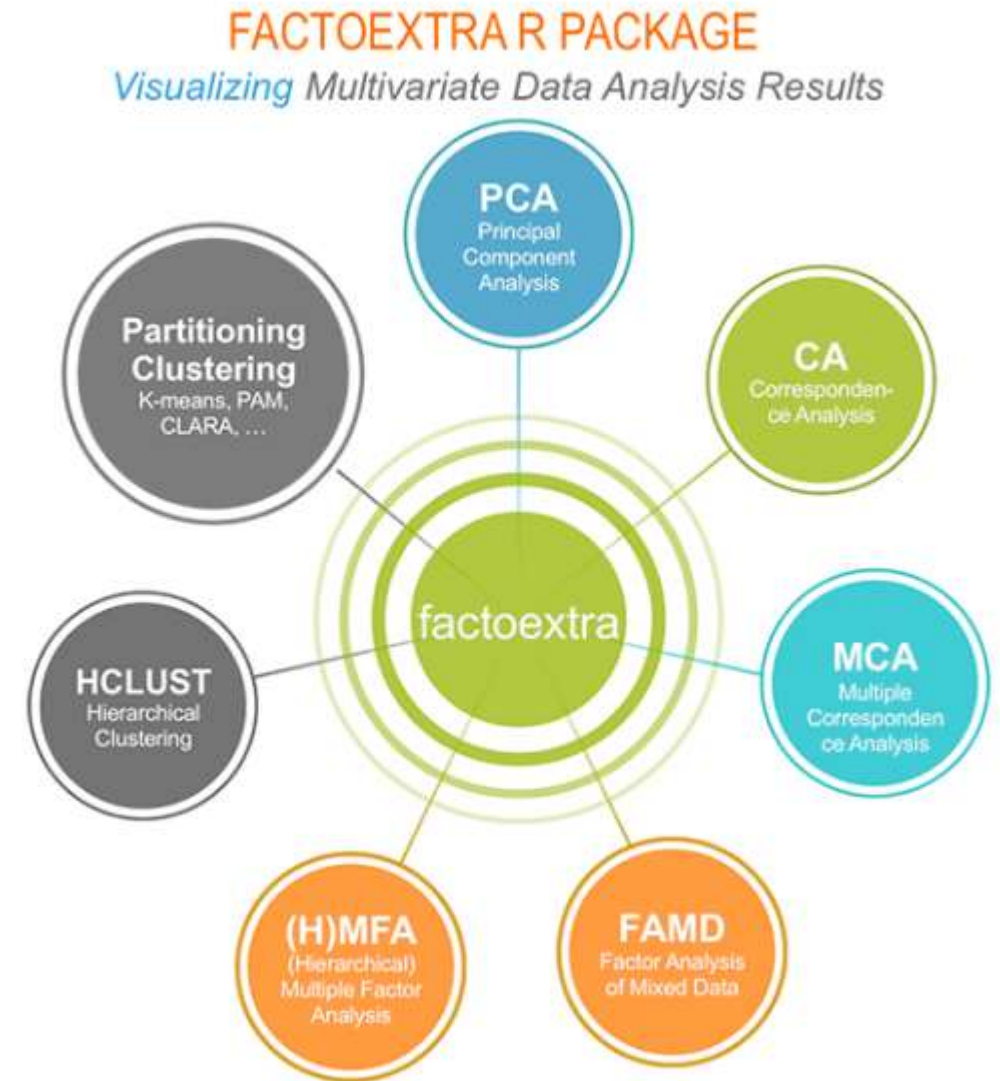 FACTOEXTRA R PACKAGE
Visualizing Multivariate Data Analysis Results
PCA
Principal
Component
Analysis
Partitioning
Clustering
K-means, PAM,
CLARA, ...
CA
Corresponden-
ce Analysis
factoextra
HCLUST
Hierarchical
Clustering
MCA
Multiple
Corresponden
ce Analysis
(H)MFA
(Hierarchical)
Multiple Factor
Analysis
FAMD
Factor Analysis
of Mixed Data